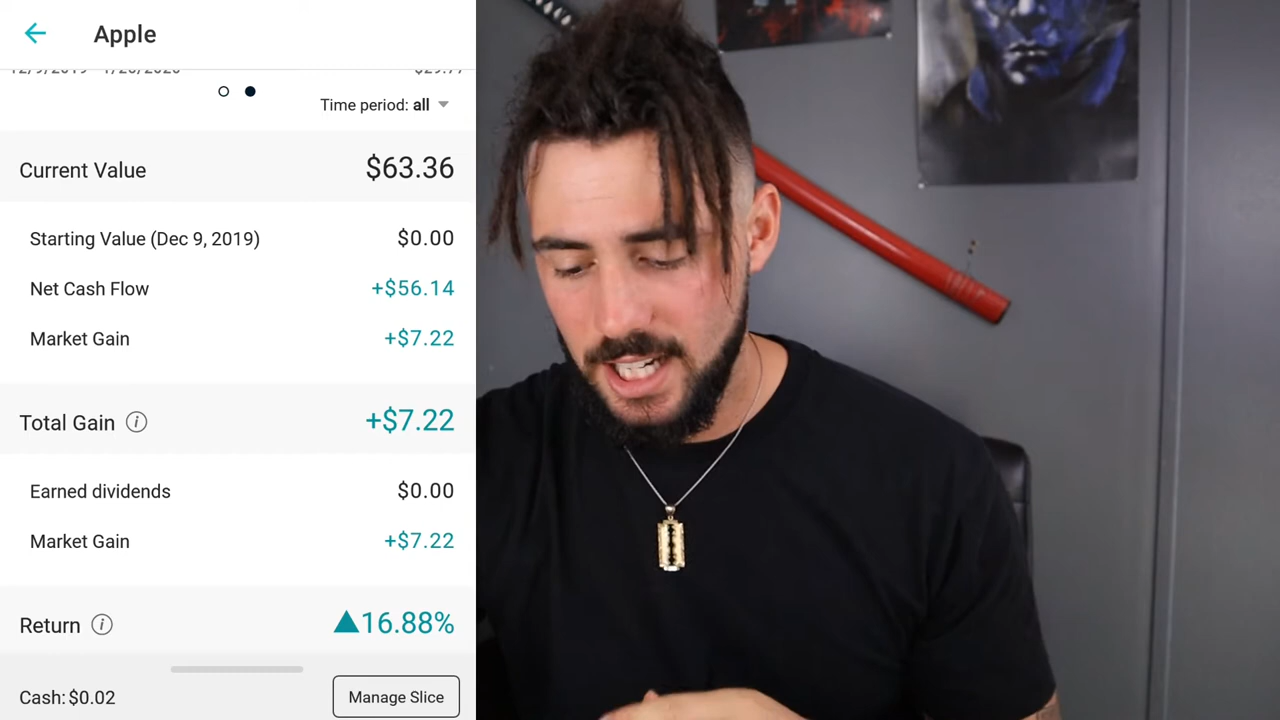 Apple
Time period: all
Current Value $63.36
Starting Value (Dec 9, 2019) $0.00
Net Cash Flow +$56.14
Market Gain +$7.22
Total Gain +$7.22
Earned dividends $0.00
Market Gain +$7.22
Return ▲16.88%
Cash: $0.02 Manage Slice